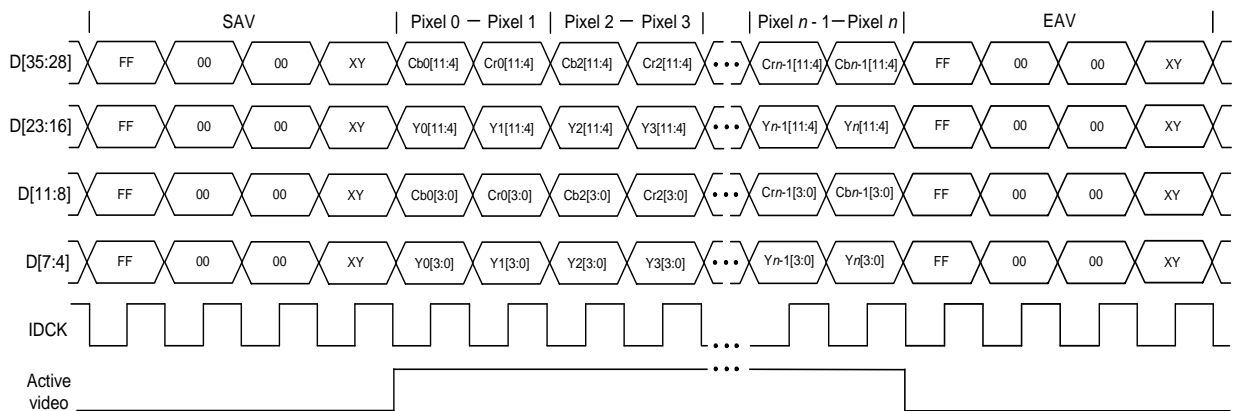 SAV | Pixel 0 — Pixel 1 | Pixel 2 — Pixel 3 | | Pixel n - 1 — Pixel n | EAV
D[35:28] FF 00 00 XY Cb0[11:4] Cr0[11:4] Cb2[11:4] Cr2[11:4] ••• Crn-1[11:4] Cbn-1[11:4] FF 00 00 XY
D[23:16] FF 00 00 XY Y0[11:4] Y1[11:4] Y2[11:4] Y3[11:4] ••• Yn-1[11:4] Yn[11:4] FF 00 00 XY
D[11:8] FF 00 00 XY Cb0[3:0] Cr0[3:0] Cb2[3:0] Cr2[3:0] ••• Crn-1[3:0] Cbn-1[3:0] FF 00 00 XY
D[7:4] FF 00 00 XY Y0[3:0] Y1[3:0] Y2[3:0] Y3[3:0] ••• Yn-1[3:0] Yn[3:0] FF 00 00 XY
IDCK •••
Active •••
video